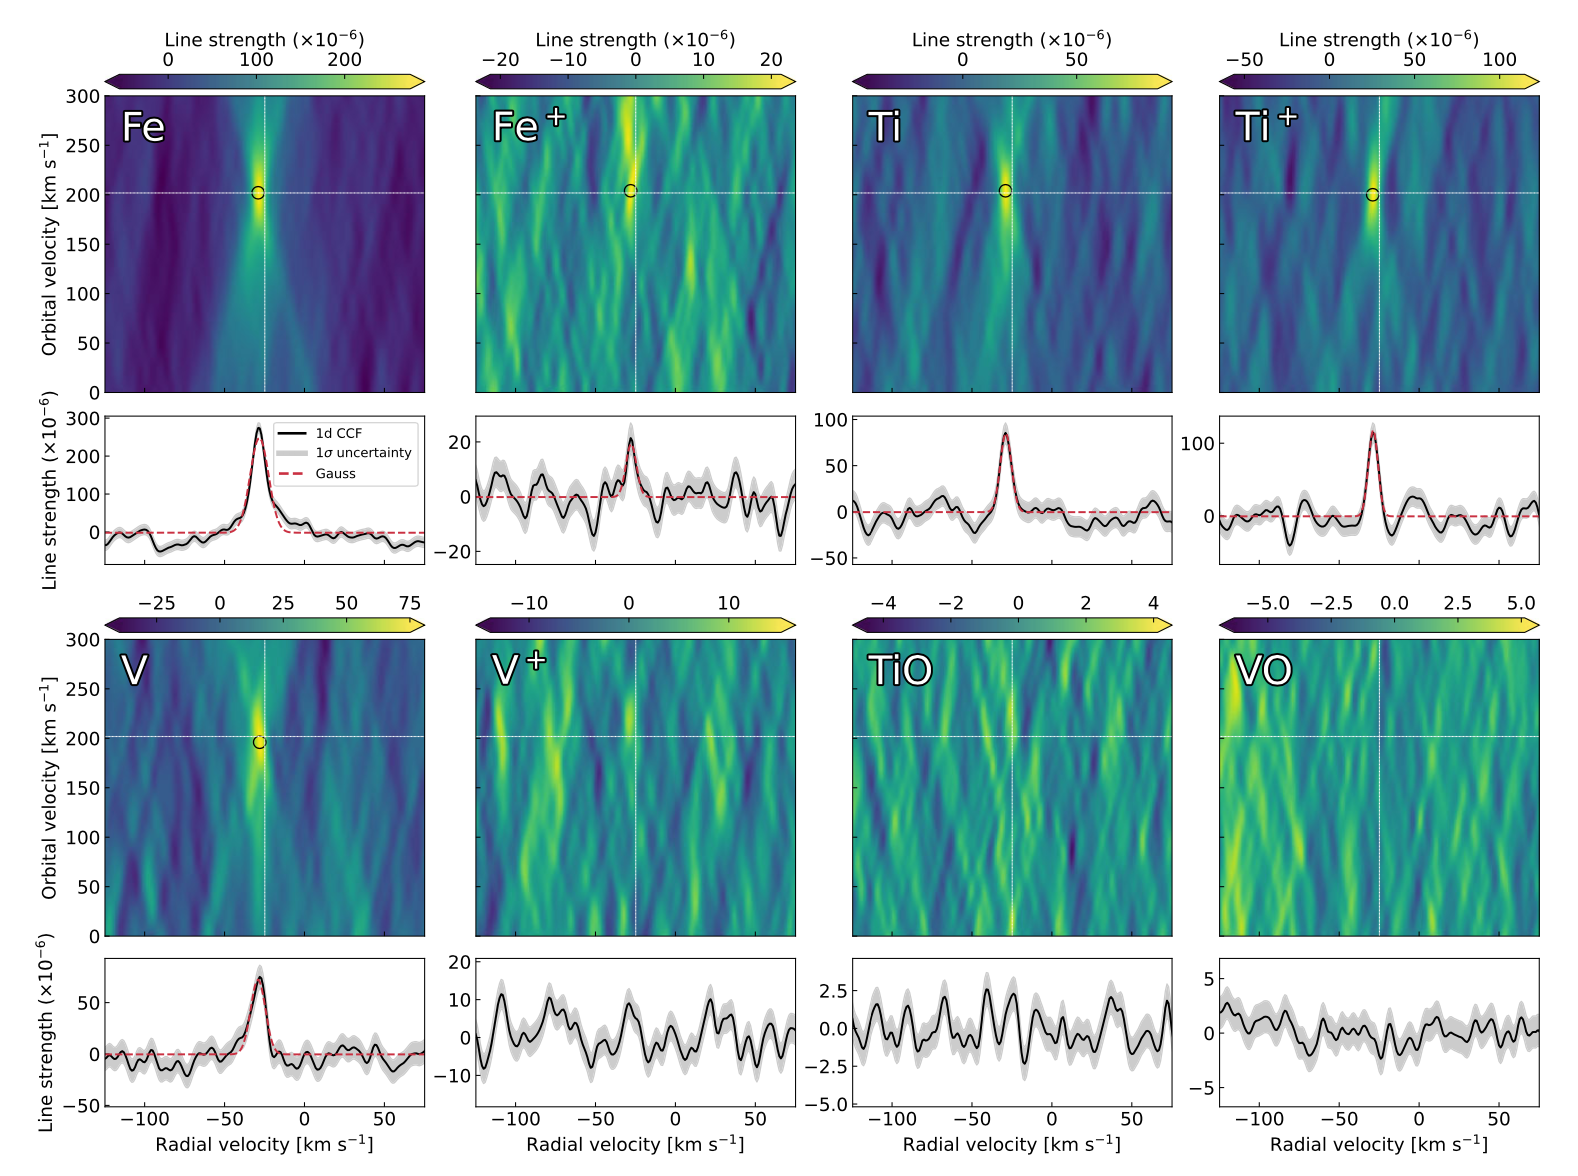 Line strength (×10⁻⁶) Line strength (×10⁻⁶) Line strength (×10⁻⁶) Line strength (×10⁻⁶)
0 100 200 −20 −10 0 10 20 0 50 −50 0 50 100
Fe Fe⁺ Ti Ti⁺
Orbital velocity [km s⁻¹]
300
250
200
150
100
50
0
Line strength (×10⁻⁶)
300
200
100
0
1d CCF
1σ uncertainty
Gauss
20
0
−20
100
50
0
−50
100
0
−25 0 25 50 75 −10 0 10 −4 −2 0 2 4 −5.0 −2.5 0.0 2.5 5.0
V V⁺ TiO VO
Orbital velocity [km s⁻¹]
300
250
200
150
100
50
0
Line strength (×10⁻⁶)
50
0
−50
20
10
0
−10
2.5
0.0
−2.5
−5.0
5
0
−5
−100 −50 0 50 −100 −50 0 50 −100 −50 0 50 −100 −50 0 50
Radial velocity [km s⁻¹] Radial velocity [km s⁻¹] Radial velocity [km s⁻¹] Radial velocity [km s⁻¹]